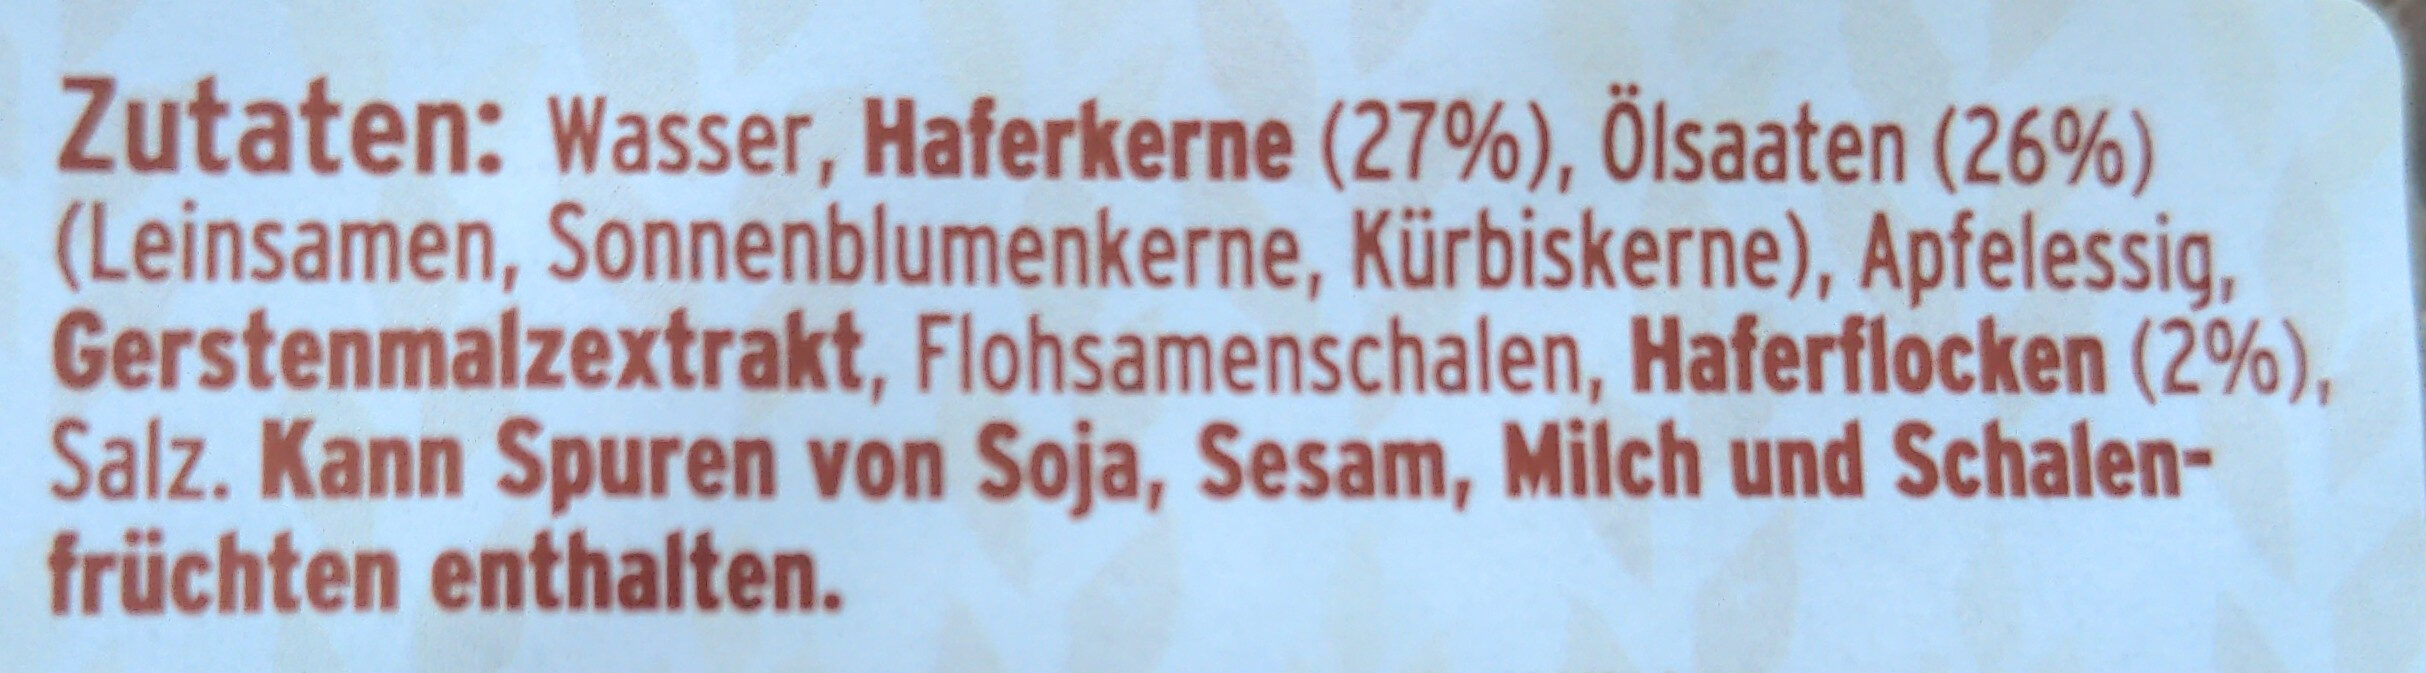 Zutaten: Wasser, Haferkerne (27%), Ölsaaten (26%)
(Leinsamen, Sonnenblumenkerne, Kürbiskerne), Apfelessig,
Gerstenmalzextrakt, Flohsamenschalen, Haferflocken (2%),
Salz. Kann Spuren von Soja, Sesam, Milch und Schalen-
früchten enthalten.